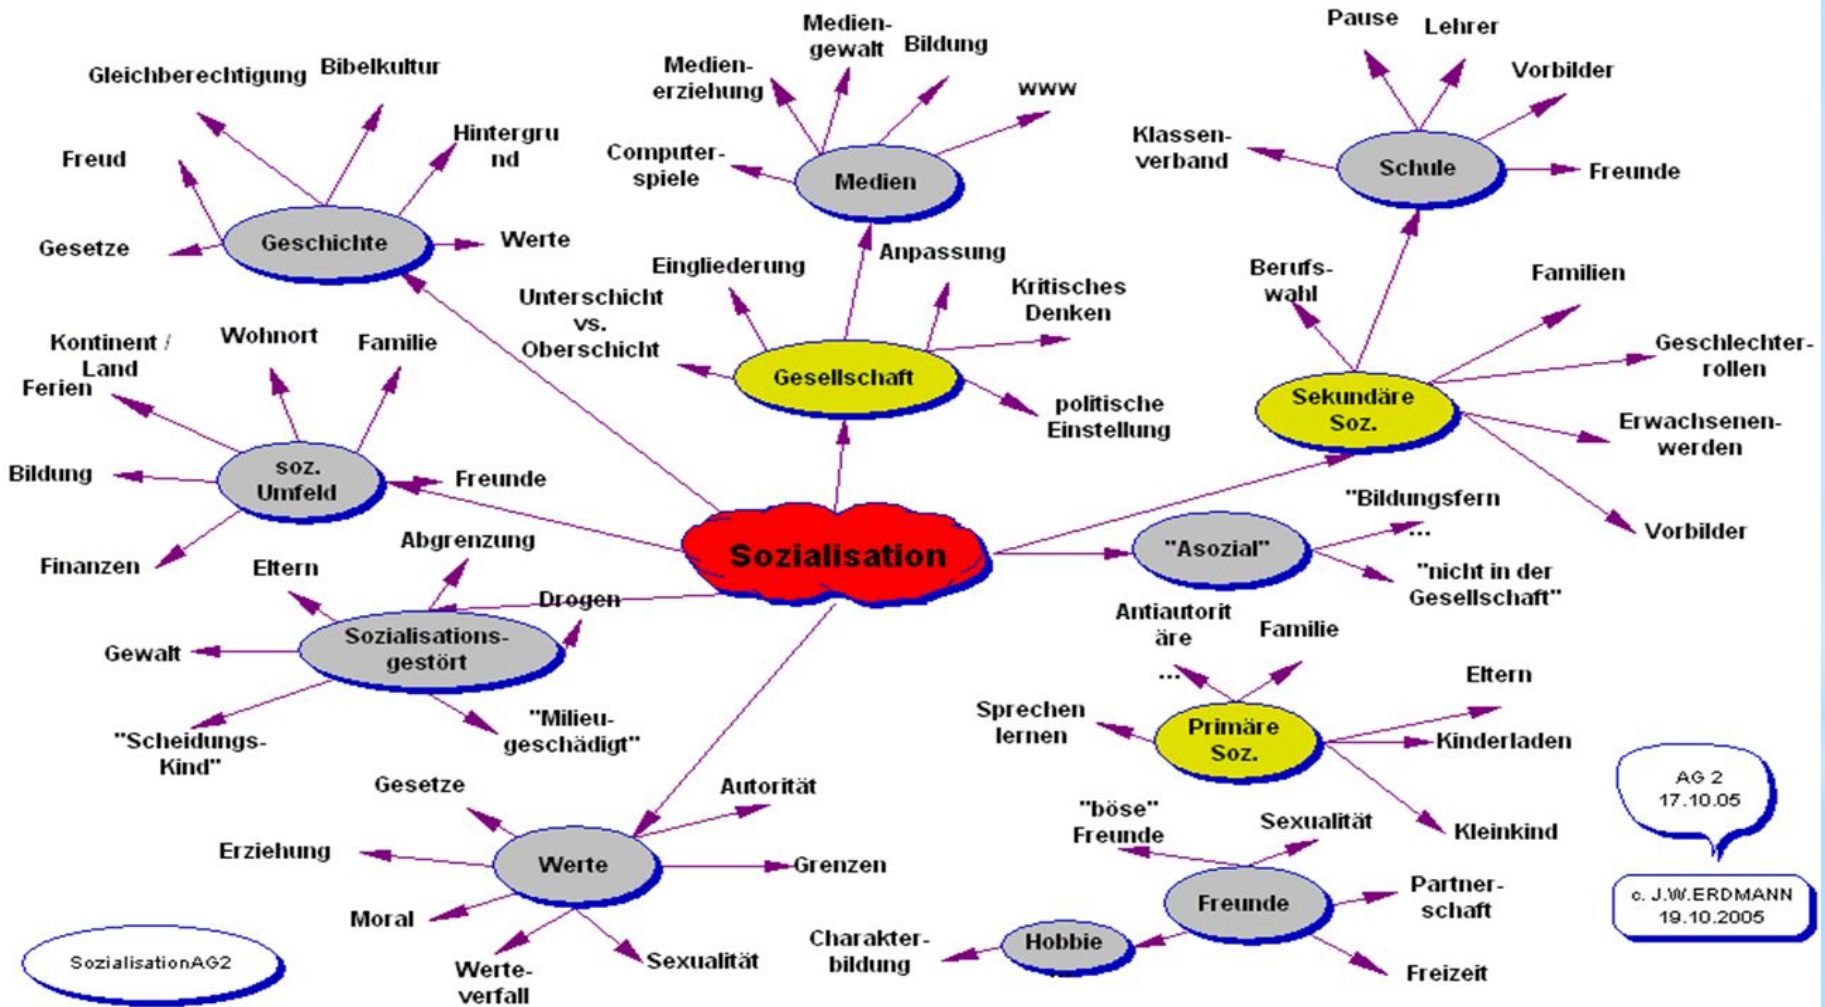 Gleichberechtigung
Bibelkultur
Hintergru
nd
Freud
Gesetze
Geschichte
Werte
Medien-
gewalt
Bildung
Medien-
erziehung
www
Computer-
spiele
Medien
Pause
Lehrer
Vorbilder
Klassen-
verband
Schule
Freunde
Eingliederung
Anpassung
Unterschicht
vs.
Oberschicht
Kritisches
Denken
Gesellschaft
politische
Einstellung
Berufs-
wahl
Familien
Geschlechter-
rollen
Sekundäre
Soz.
Erwachsenen-
werden
Vorbilder
Kontinent /
Land
Ferien
Wohnort
Familie
Bildung
soz.
Umfeld
Freunde
Finanzen
Sozialisation
"Asozial"
"Bildungsfern
...
"nicht in der
Gesellschaft"
Eltern
Abgrenzung
Drogen
Gewalt
Sozialisations-
gestört
"Scheidungs-
Kind"
"Milieu-
geschädigt"
Antiautorit
äre
...
Familie
Eltern
Sprechen
lernen
Primäre
Soz.
Kinderladen
Kleinkind
Gesetze
Autorität
Erziehung
Werte
Grenzen
Moral
Werte-
verfall
Sexualität
"böse"
Freunde
Sexualität
Freunde
Partner-
schaft
Hobbie
...
Charakter-
bildung
Freizeit
AG 2
17.10.05
c. J.W.ERDMANN
19.10.2005
SozialisationAG2